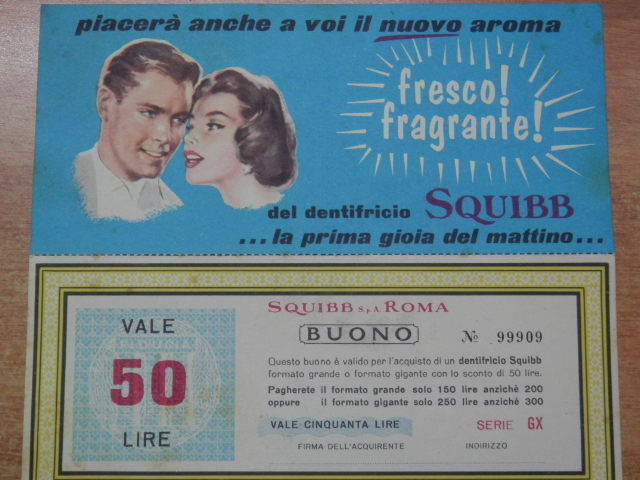 piacerà anche a voi il nuovo aroma
fresco!
fragrante!
del dentifricio SQUIBB
...la prima gioia del mattino...
SQUIBB S.p.A ROMA
VALE
50
LIRE
BUONO
№ 99909
Questo buono è valido per l'acquisto di un dentifricio Squibb
formato grande o formato gigante con lo sconto di 50 lire.
Pagherete il formato grande solo 150 lire anzichè 200
oppure il formato gigante solo 250 lire anzichè 300
VALE CINQUANTA LIRE
SERIE GX
FIRMA DELL'ACQUIRENTE
INDIRIZZO